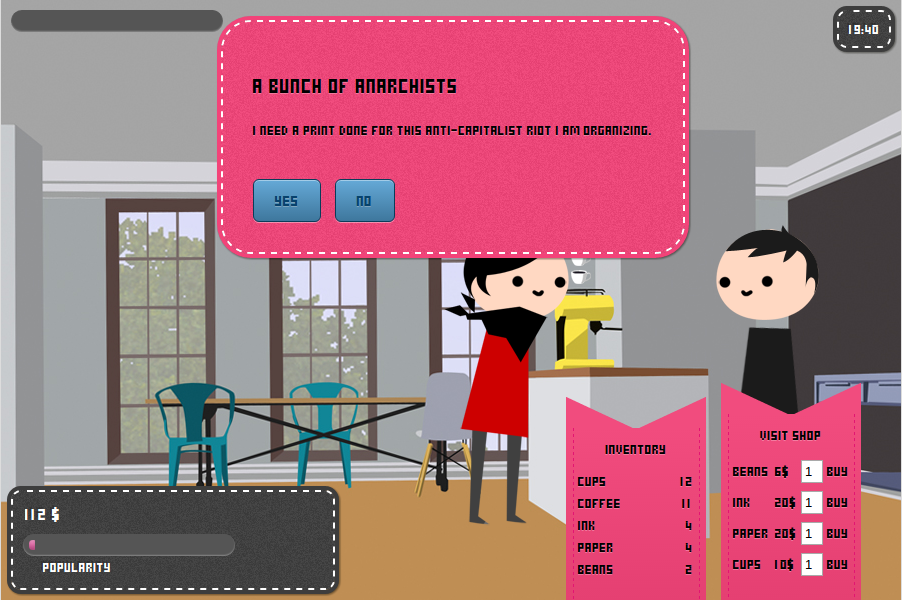 19:40
A BUNCH OF ANARCHISTS
I NEED A PRINT DONE FOR THIS ANTI-CAPITALIST RIOT I AM ORGANIZING.
YES NO
INVENTORY
CUPS 12
COFFEE 11
INK 4
PAPER 4
BEANS 2
VISIT SHOP
BEANS 6$ 1 BUY
INK 20$ 1 BUY
PAPER 20$ 1 BUY
CUPS 10$ 1 BUY
112 $
POPULARITY